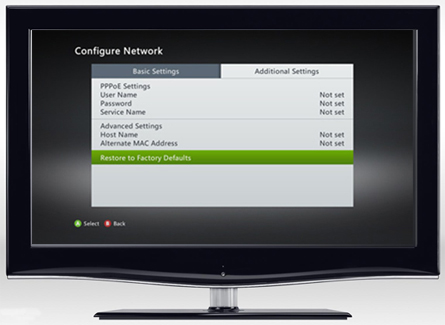 Configure Network
Basic Settings Additional Settings
PPPoE Settings
User Name Not set
Password Not set
Service Name Not set
Advanced Settings
Host Name Not set
Alternate MAC Address Not set
Restore to Factory Defaults
A Select B Back